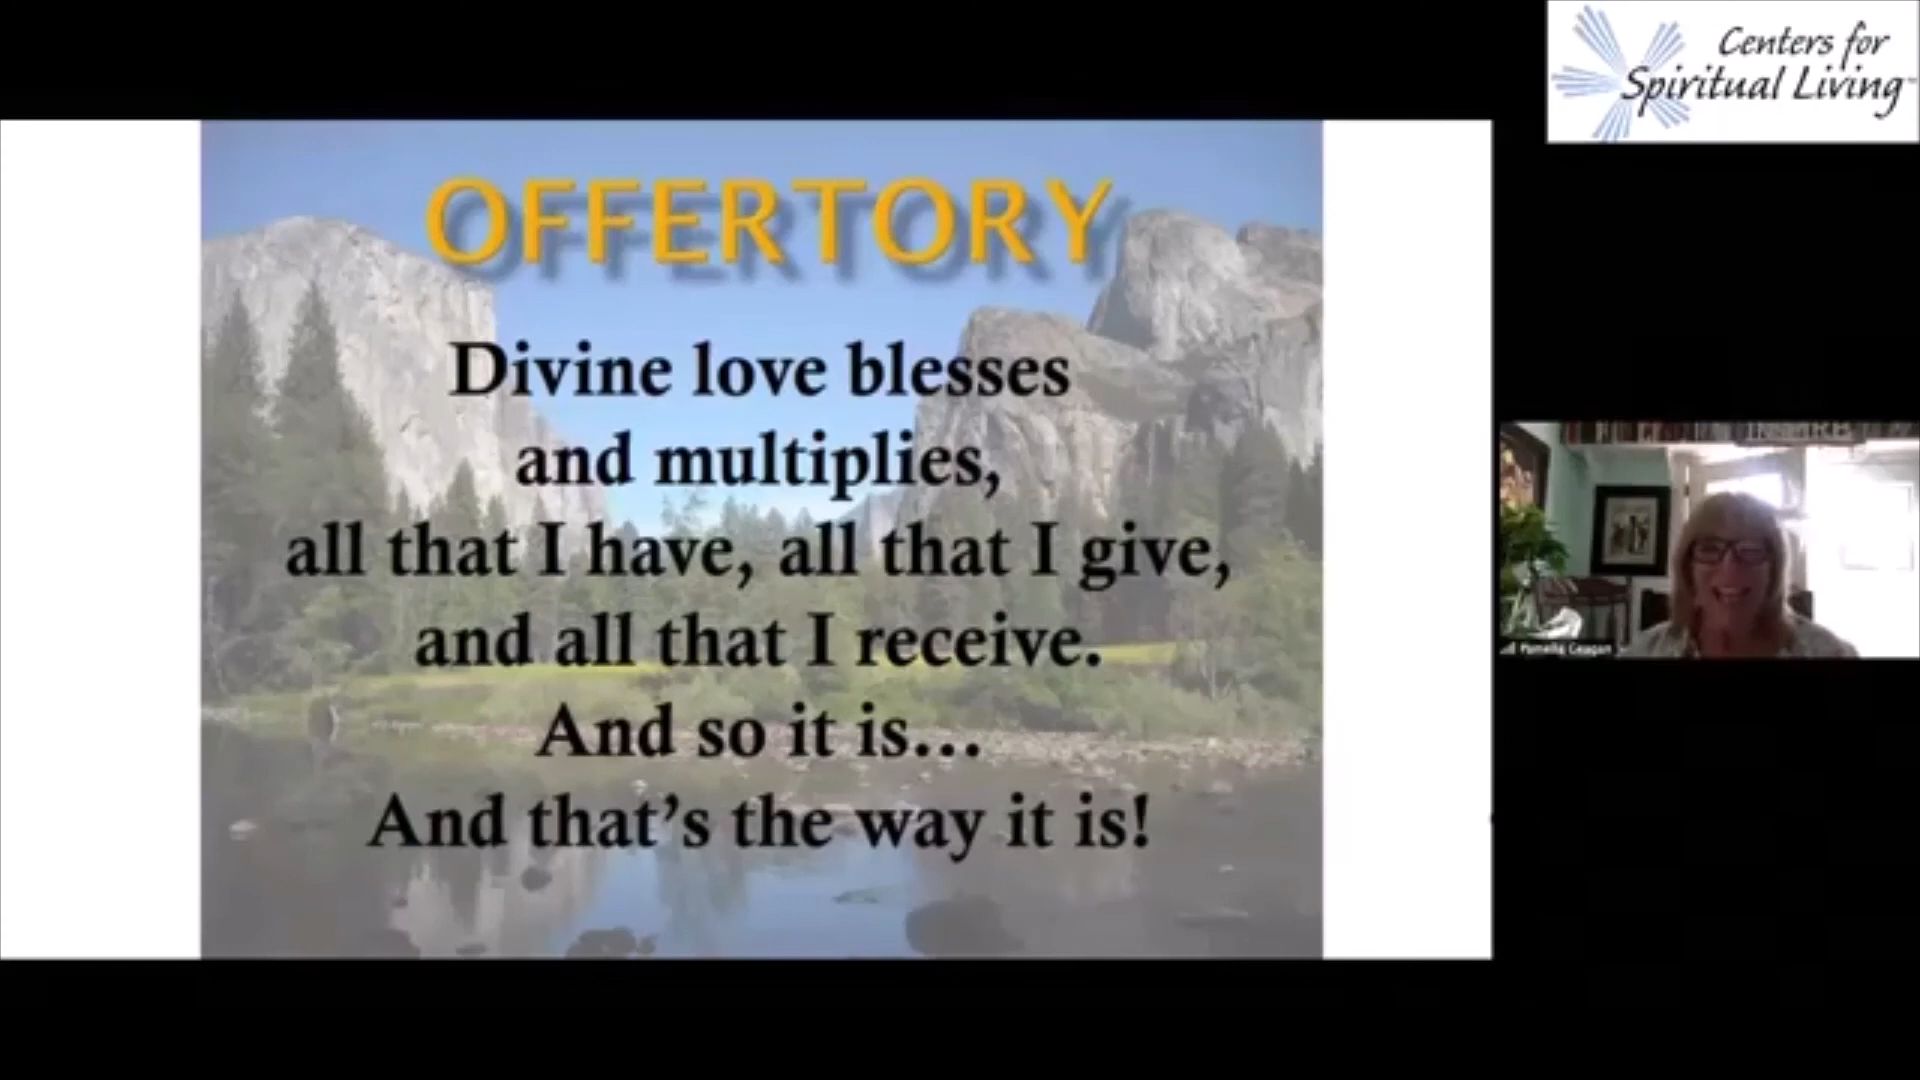 Centers for
Spiritual Living
OFFERTORY
Divine love blesses
and multiplies,
all that I have, all that I give,
and all that I receive.
And so it is...
And that's the way it is!
INSPIRE